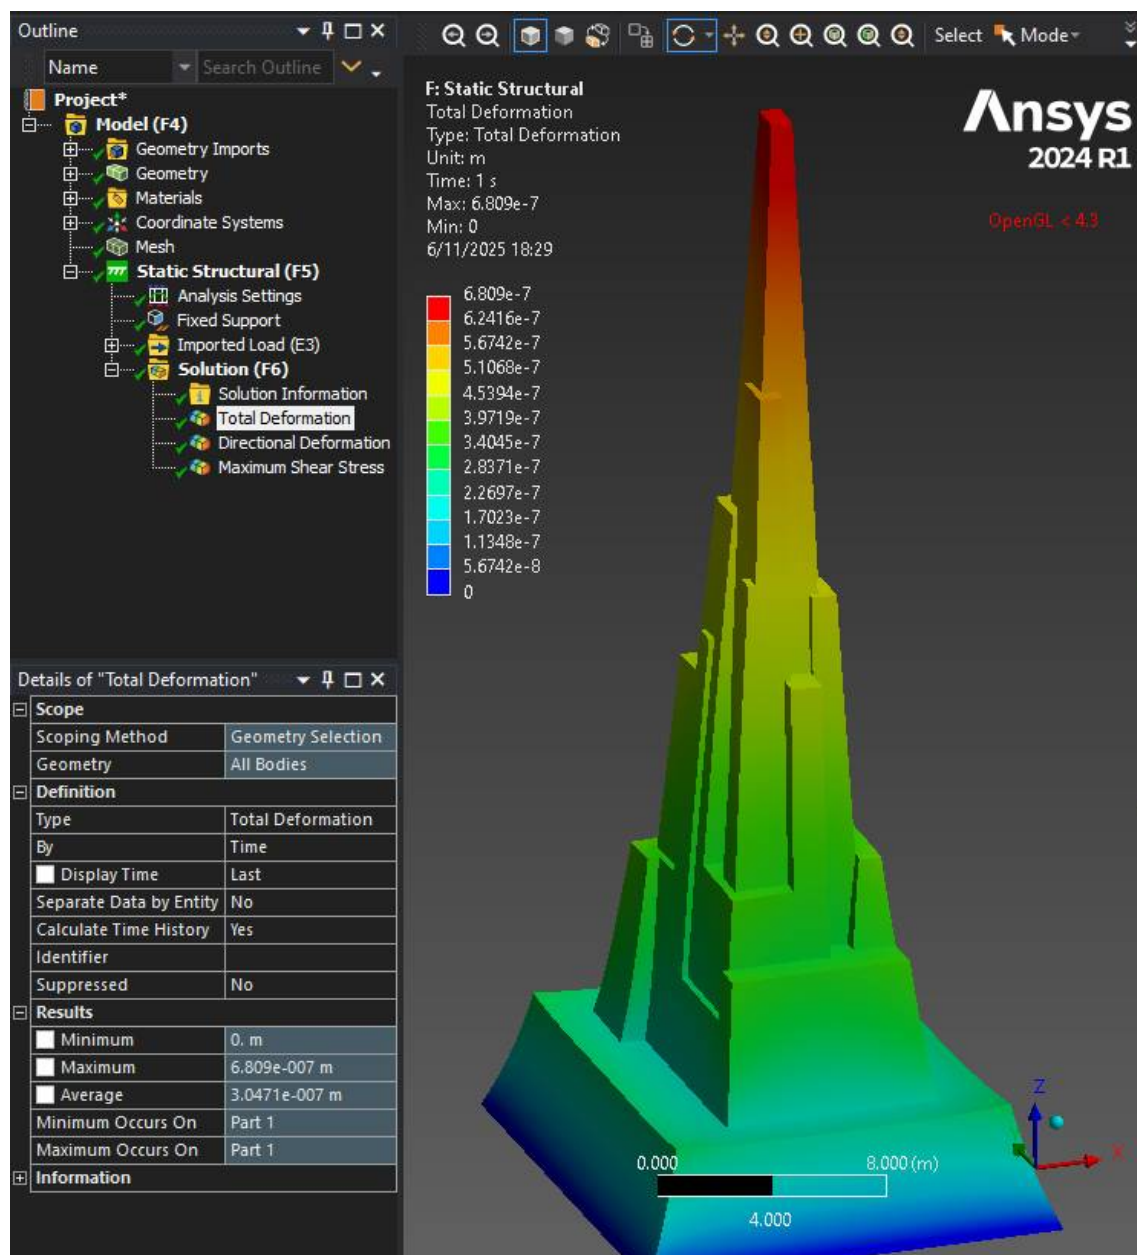 Outline
Name
Search Outline
Project*
Model (F4)
Geometry Imports
Geometry
Materials
Coordinate Systems
Mesh
Static Structural (F5)
Analysis Settings
Fixed Support
Imported Load (E3)
Solution (F6)
Solution Information
Total Deformation
Directional Deformation
Maximum Shear Stress
Details of "Total Deformation"
Scope
Scoping Method Geometry Selection
Geometry All Bodies
Definition
Type Total Deformation
By Time
Display Time Last
Separate Data by Entity No
Calculate Time History Yes
Identifier
Suppressed No
Results
Minimum 0. m
Maximum 6.809e-007 m
Average 3.0471e-007 m
Minimum Occurs On Part 1
Maximum Occurs On Part 1
Information
Select Mode
F: Static Structural
Total Deformation
Type: Total Deformation
Unit: m
Time: 1 s
Max: 6.809e-7
Min: 0
6/11/2025 18:29
6.809e-7
6.2416e-7
5.6742e-7
5.1068e-7
4.5394e-7
3.9719e-7
3.4045e-7
2.8371e-7
2.2697e-7
1.7023e-7
1.1348e-7
5.6742e-8
0
Ansys
2024 R1
OpenGL < 4.3
Z
X
0.000 8.000 (m)
4.000